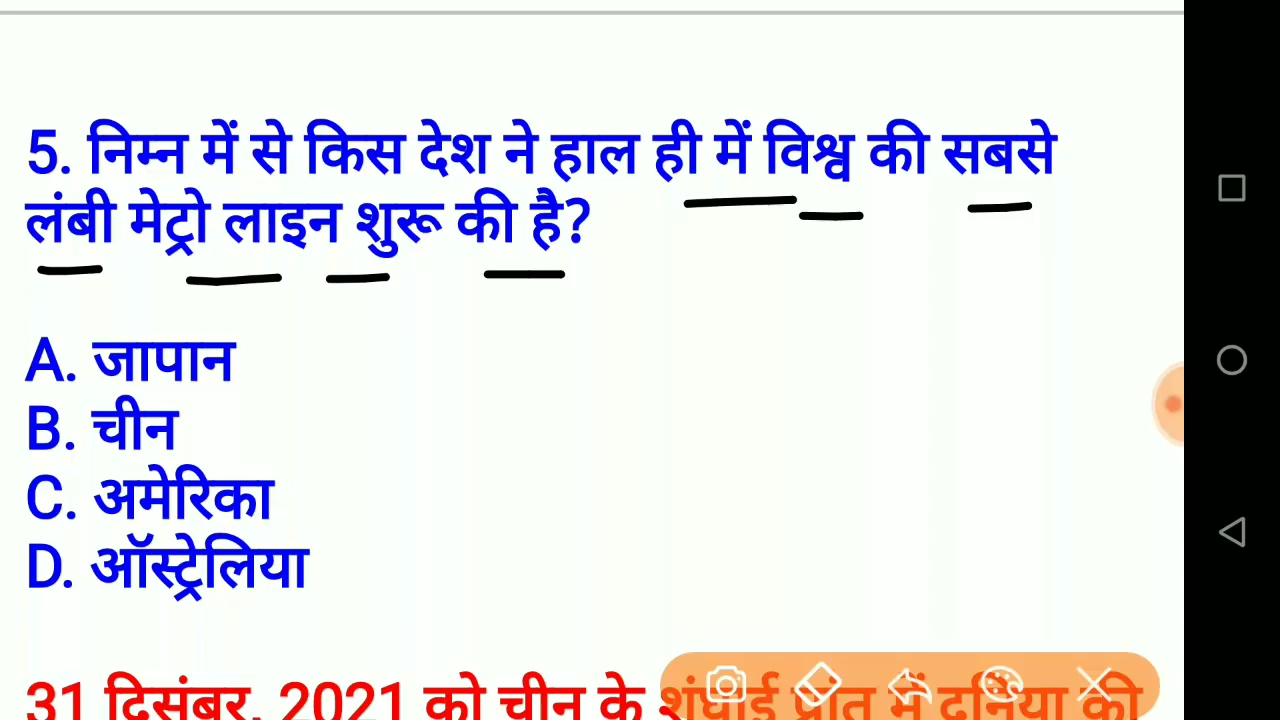 5. निम्न में से किस देश ने हाल ही में विश्व की सबसे
लंबी मेट्रो लाइन शुरू की है?
A. जापान
B. चीन
C. अमेरिका
D. ऑस्ट्रेलिया
31 दिसंबर, 2021 को चीन के शंघाई प्रांत में दुनिया की